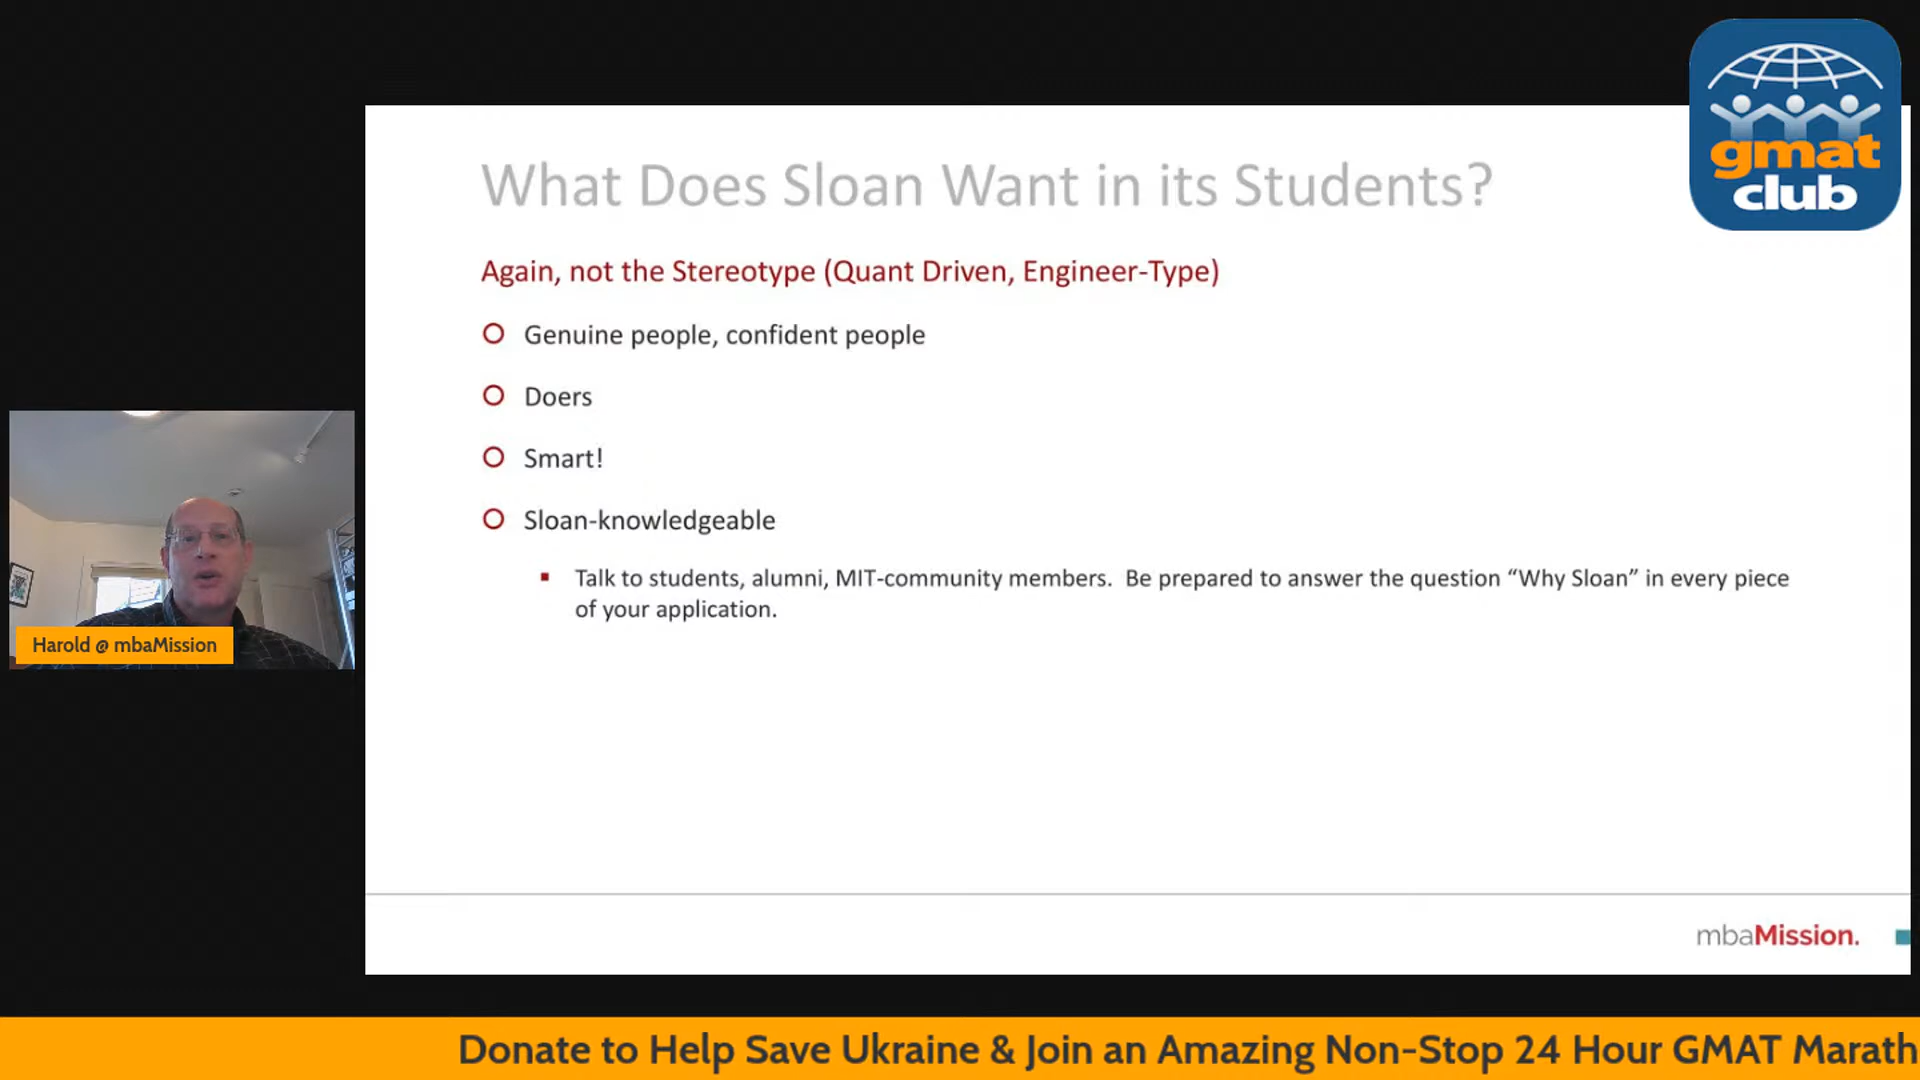 gmat
club
What Does Sloan Want in its Students?
Again, not the Stereotype (Quant Driven, Engineer-Type)
Genuine people, confident people
Doers
Smart!
Sloan-knowledgeable
Talk to students, alumni, MIT-community members. Be prepared to answer the question “Why Sloan” in every piece
of your application.
Harold @ mbaMission
mbaMission.
Donate to Help Save Ukraine & Join an Amazing Non-Stop 24 Hour GMAT Marath